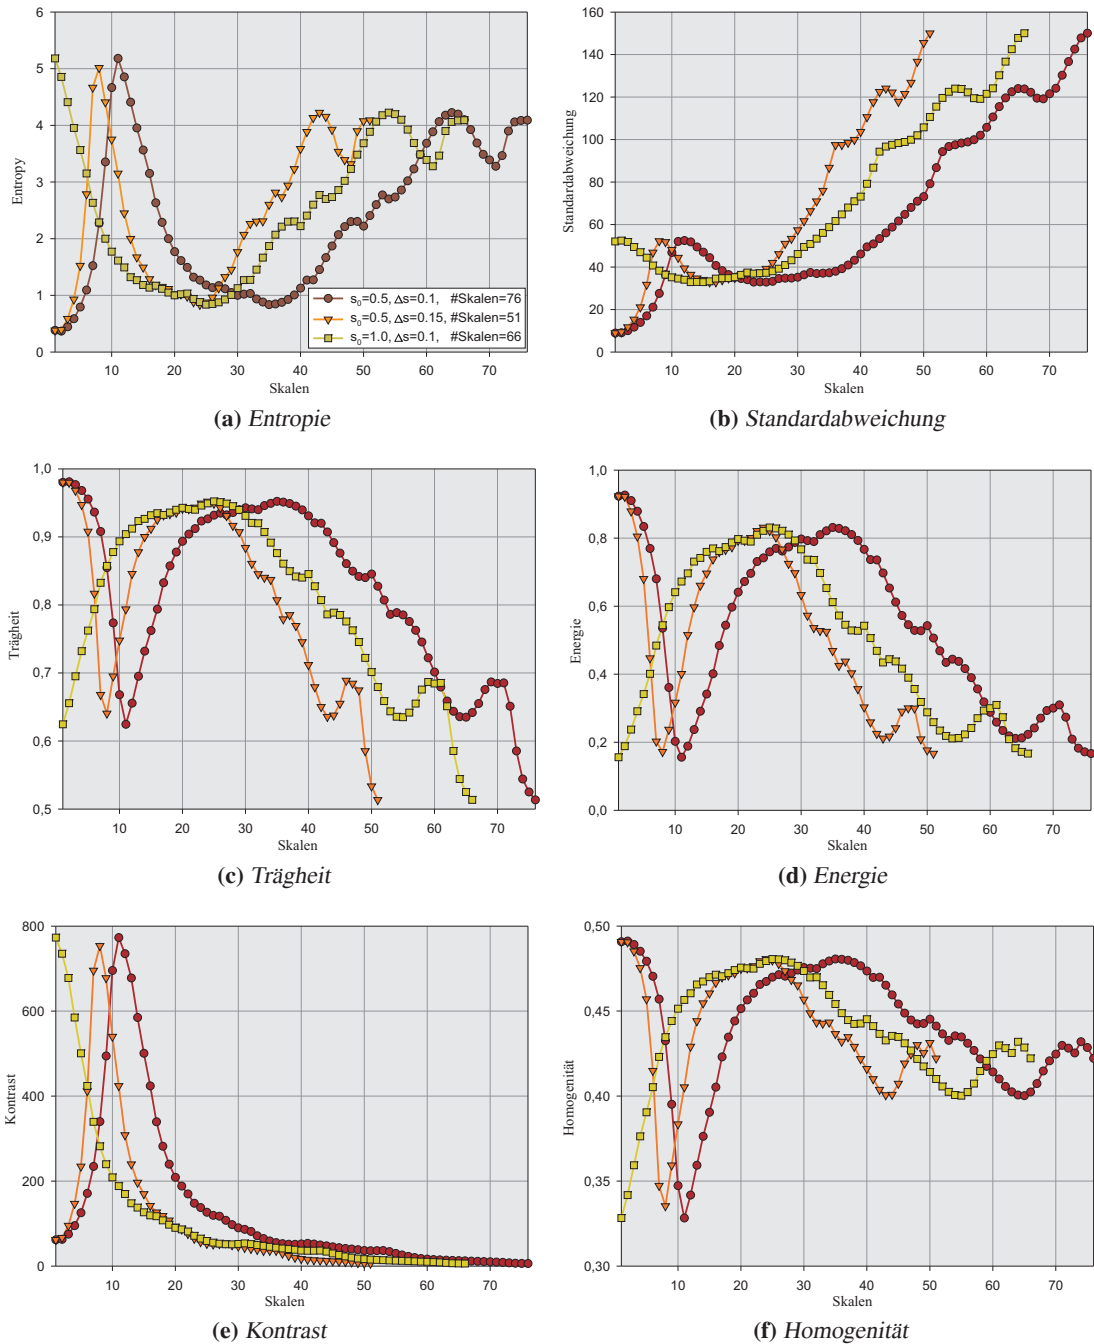 6
5
4
3
2
1
0
Entropy
s0=0.5, Δs=0.1, #Skalen=76
s0=0.5, Δs=0.15, #Skalen=51
s0=1.0, Δs=0.1, #Skalen=66
10 20 30 40 50 60 70
Skalen
(a) Entropie
160
140
120
100
80
60
40
20
0
Standardabweichung
10 20 30 40 50 60 70
Skalen
(b) Standardabweichung
1,0
0,9
0,8
0,7
0,6
0,5
Trägheit
10 20 30 40 50 60 70
Skalen
(c) Trägheit
1,0
0,8
0,6
0,4
0,2
0,0
Energie
10 20 30 40 50 60 70
Skalen
(d) Energie
800
600
400
200
0
Kontrast
10 20 30 40 50 60 70
Skalen
(e) Kontrast
0,50
0,45
0,40
0,35
0,30
Homogenität
10 20 30 40 50 60 70
Skalen
(f) Homogenität